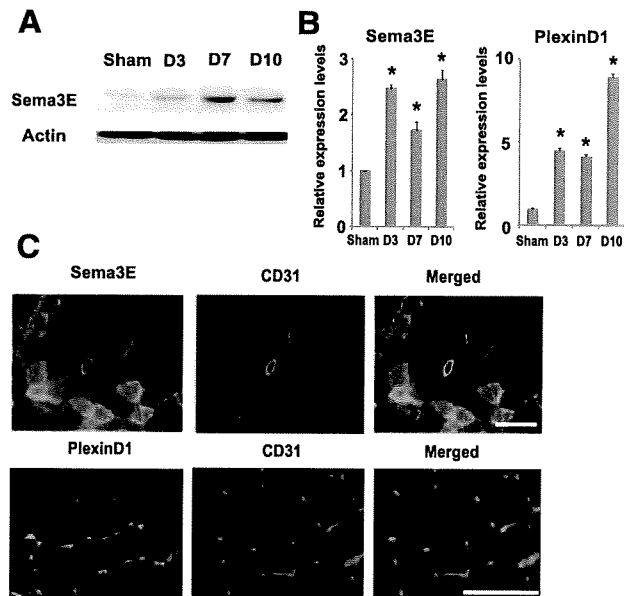 A
Sham D3 D7 D10
Sema3E
Actin
B
Sema3E
Relative expression levels
3
2
1
0
* * *
Sham D3 D7 D10
PlexinD1
Relative expression levels
10
5
0
* * *
Sham D3 D7 D10
C
Sema3E CD31 Merged
PlexinD1 CD31 Merged